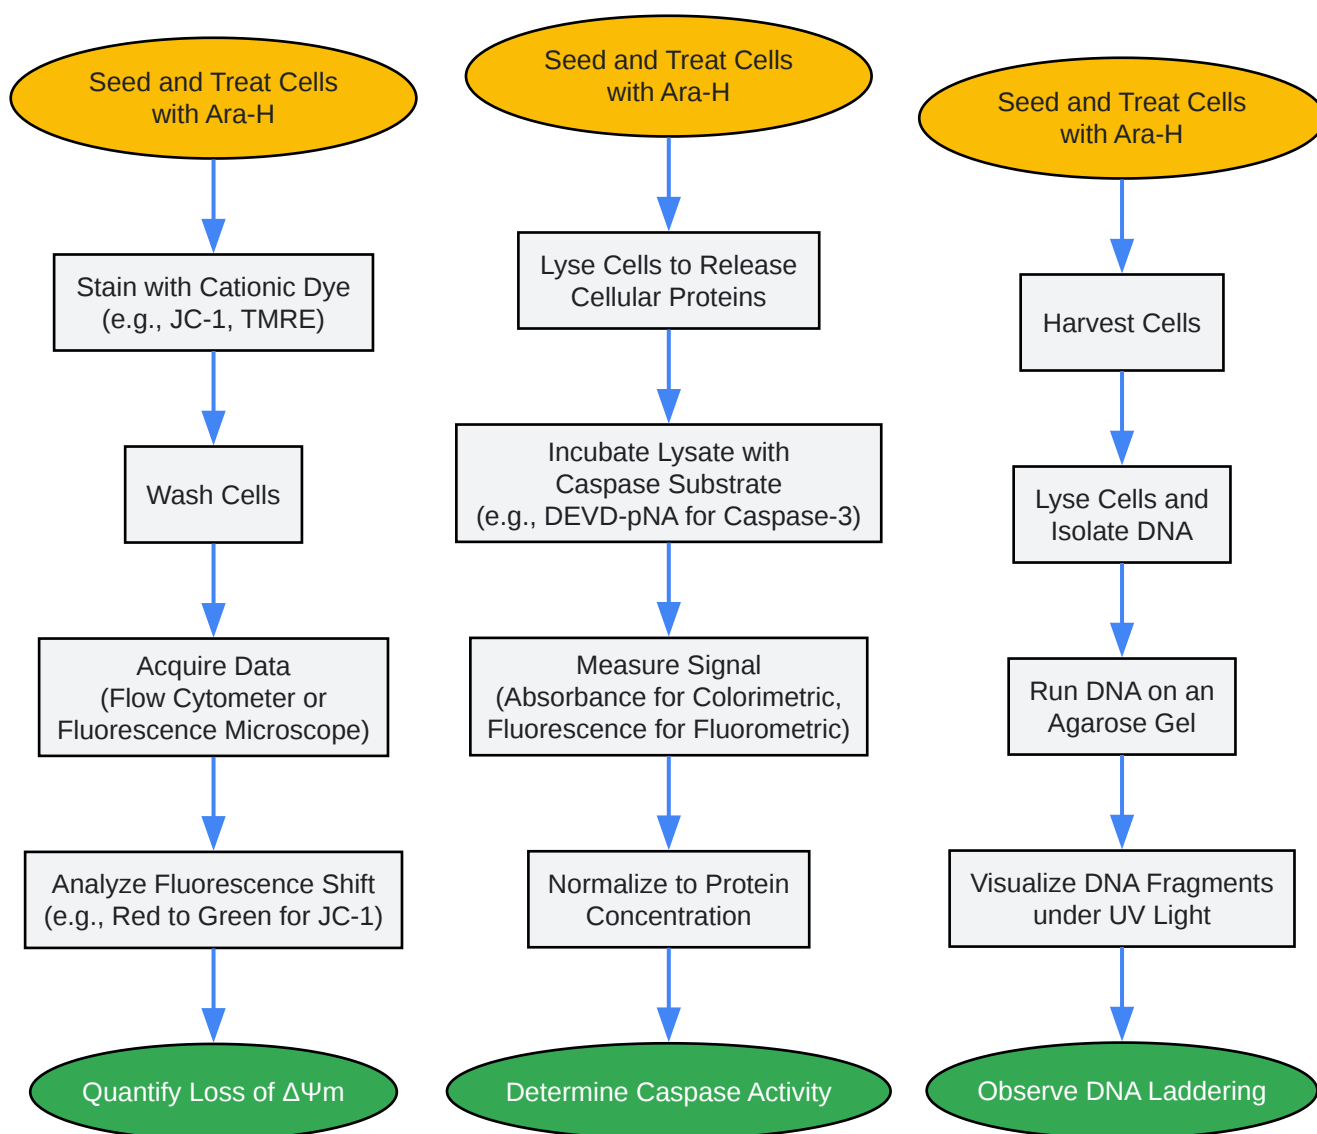 Seed and Treat Cells
with Ara-H
Stain with Cationic Dye
(e.g., JC-1, TMRE)
Wash Cells
Acquire Data
(Flow Cytometer or
Fluorescence Microscope)
Analyze Fluorescence Shift
(e.g., Red to Green for JC-1)
Quantify Loss of ΔΨm
Seed and Treat Cells
with Ara-H
Lyse Cells to Release
Cellular Proteins
Incubate Lysate with
Caspase Substrate
(e.g., DEVD-pNA for Caspase-3)
Measure Signal
(Absorbance for Colorimetric,
Fluorescence for Fluorometric)
Normalize to Protein
Concentration
Determine Caspase Activity
Seed and Treat Cells
with Ara-H
Harvest Cells
Lyse Cells and
Isolate DNA
Run DNA on an
Agarose Gel
Visualize DNA Fragments
under UV Light
Observe DNA Laddering